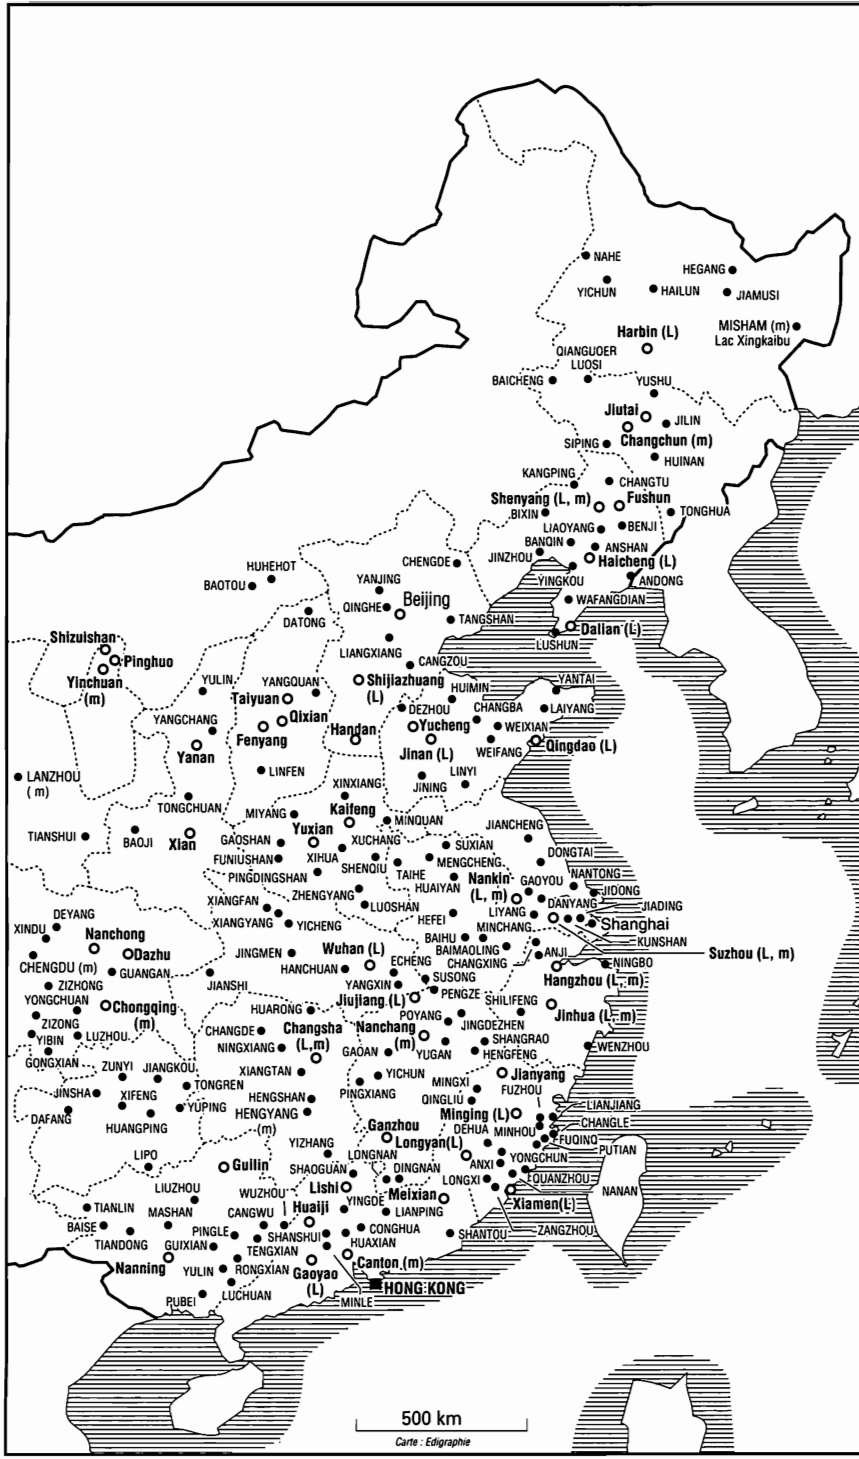 NAHE
HEGANG
YICHUN
HAILUN
JIAMUSI
MISHAM (m)
Lac Xingkaibu
Harbin (L)
QIANGUOER
LUOSI
BAICHENG
YUSHU
Jiutai
JILIN
Changchun (m)
SIPING
HUINAN
KANGPING
CHANGTU
Shenyang (L, m)
Fushun
BIXIN
TONGHUA
LIAOYANG
BENJI
BANQIN
ANSHAN
JINZHOU
Haicheng (L)
CHENGDE
HUHEHOT
YINGKOU
ANDONG
BAOTOU
YANJING
WAFANGDIAN
QINGHE
Beijing
DATONG
TANGSHAN
Dalian (L)
LUSHUN
Shizuishan
LIANGXIANG
Pinghuo
CANGZOU
Yinchuan
(m)
YULIN
YANGQUAN
Shijiazhuang
(L)
YANTAI
Taiyuan
HUIMIN
DEZHOU
CHANGBA
LAIYANG
YANGCHANG
Qixian
Fenyang
Handan
Yucheng
WEIXIAN
Yanan
Jinan (L)
WEIFANG
Qingdao (L)
LANZHOU
( m)
LINFEN
XINXIANG
JINING
LINYI
TONGCHUAN
MIYANG
Kaifeng
MINQUAN
TIANSHUI
BAOJI
Xian
Yuxian
JIANCHENG
GAOSHAN
XUCHANG
SUXIAN
FUNIUSHAN
XIHUA
SHENQIU
TAIHE
MENGCHENG
DONGTAI
PINGDINGSHAN
HUAIYAN
Nankin
(L, m)
GAOYOU
NANTONG
ZHENGYANG
JIDONG
XIANGFAN
LUOSHAN
DANYANG
JIADING
DEYANG
XIANGYANG
YICHENG
HEFEI
LIYANG
Shanghai
XINDU
MINCHANG
KUNSHAN
Nanchong
BAIHU
BAIMAOLING
Dazhu
JINGMEN
Wuhan (L)
ECHENG
CHANGXING
ANJI
Suzhou (L, m)
CHENGDU (m)
GUANGAN
HANCHUAN
NINGBO
ZIZHONG
JIANSHI
YANGXIN
SUSONG
Hangzhou (L, m)
YONGCHUAN
Chongqing
(m)
Jiujiang (L)
PENGZE
HUARONG
SHILIFENG
Jinhua (L, m)
ZIZONG
CHANGDE
Changsha
(L,m)
Nanchang
(m)
POYANG
JINGDEZHEN
YIBIN
LUZHOU
NINGXIANG
GAOAN
YUGAN
SHANGRAO
WENZHOU
GONGXIAN
HENGFENG
ZUNYI
JIANGKOU
XIANGTAN
YICHUN
Jianyang
JINSHA
TONGREN
PINGXIANG
MINGXI
FUZHOU
XIFENG
YUPING
HENGSHAN
QINGLIU
LIANJIANG
DAFANG
HUANGPING
HENGYANG
(m)
Minging (L)
CHANGLE
Ganzhou
DEHUA
MINHOU
FUQINQ
YIZHANG
Longyan(L)
PUTIAN
LIPO
Guilin
LONGNAN
YONGCHUN
SHAOGUAN
ANXI
DINGNAN
QUANZHOU
LIUZHOU
WUZHOU
Lishi
LONGXI
NANAN
Meixian
TIANLIN
MASHAN
CANGWU
YINGDE
Xiamen(L)
Huaiji
LIANPING
BAISE
PINGLE
CONGHUA
TIANDONG
SHANSHUI
SHANTOU
ZANGZHOU
GUIXIAN
TENGXIAN
HUAXIAN
Nanning
RONGXIAN
Canton (m)
YULIN
Gaoyao
(L)
HONG KONG
PUBEI
LUCHUAN
MINLE
500 km
Carte : Edigraphie